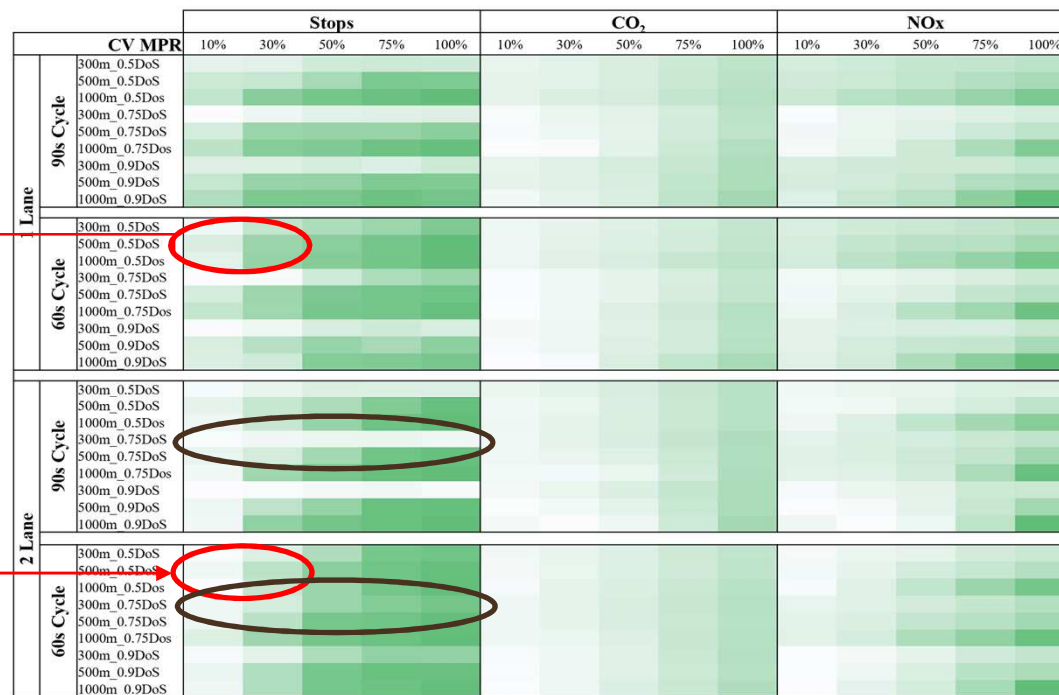 Stops CO₂ NOx
CV MPR 10% 30% 50% 75% 100% 10% 30% 50% 75% 100% 10% 30% 50% 75% 100%
1 Lane
90s Cycle
300m_0.5DoS
500m_0.5DoS
1000m_0.5Dos
300m_0.75DoS
500m_0.75DoS
1000m_0.75Dos
300m_0.9DoS
500m_0.9DoS
1000m_0.9DoS
60s Cycle
300m_0.5DoS
500m_0.5DoS
1000m_0.5Dos
300m_0.75DoS
500m_0.75DoS
1000m_0.75Dos
300m_0.9DoS
500m_0.9DoS
1000m_0.9DoS
2 Lane
90s Cycle
300m_0.5DoS
500m_0.5DoS
1000m_0.5Dos
300m_0.75DoS
500m_0.75DoS
1000m_0.75Dos
300m_0.9DoS
500m_0.9DoS
1000m_0.9DoS
60s Cycle
300m_0.5DoS
500m_0.5DoS
1000m_0.5Dos
300m_0.75DoS
500m_0.75DoS
1000m_0.75Dos
300m_0.9DoS
500m_0.9DoS
1000m_0.9DoS